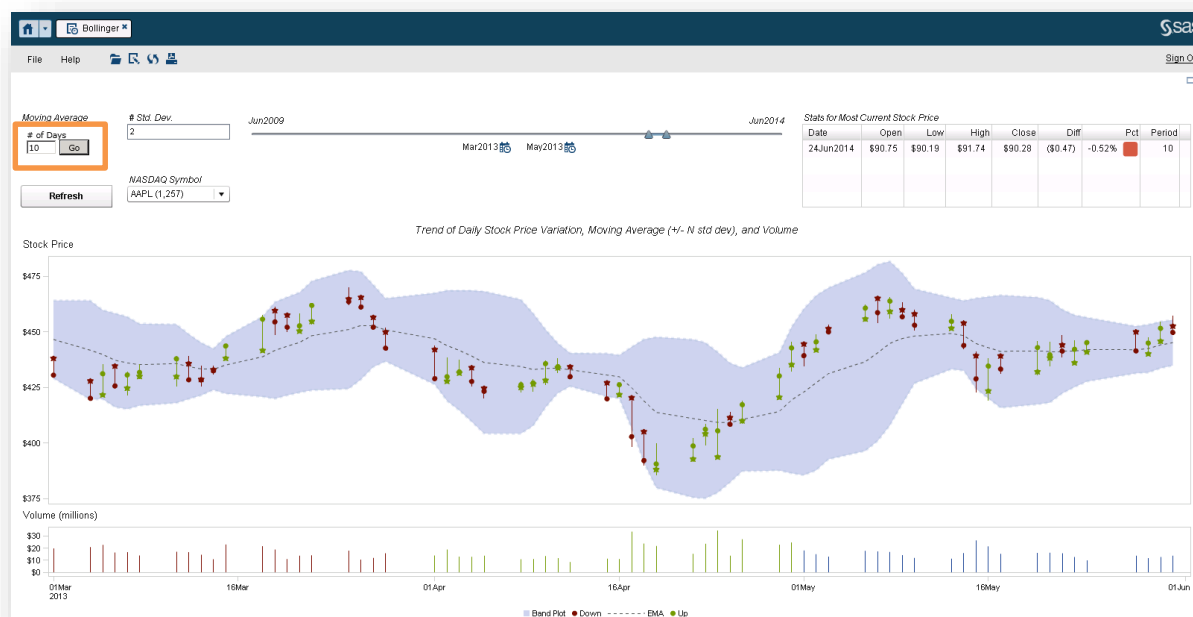 Bollinger
sas
File Help
Sign O
Moving Average
# of Days
10 Go
Refresh
# Std. Dev.
2
NASDAQ Symbol
AAPL (1,257)
Jun2009 Jun2014
Mar2013 May2013
Stats for Most Current Stock Price
Date Open Low High Close Diff Pct Period
24Jun2014 $90.75 $90.19 $91.74 $90.28 ($0.47) -0.52% 10
Trend of Daily Stock Price Variation, Moving Average (+/- N std dev), and Volume
Stock Price
$475
$450
$425
$400
$375
Volume (millions)
$30
$20
$10
$0
01Mar 16Mar 01Apr 16Apr 01May 16May 01Jun
2013
Band Plot Down EMA Up